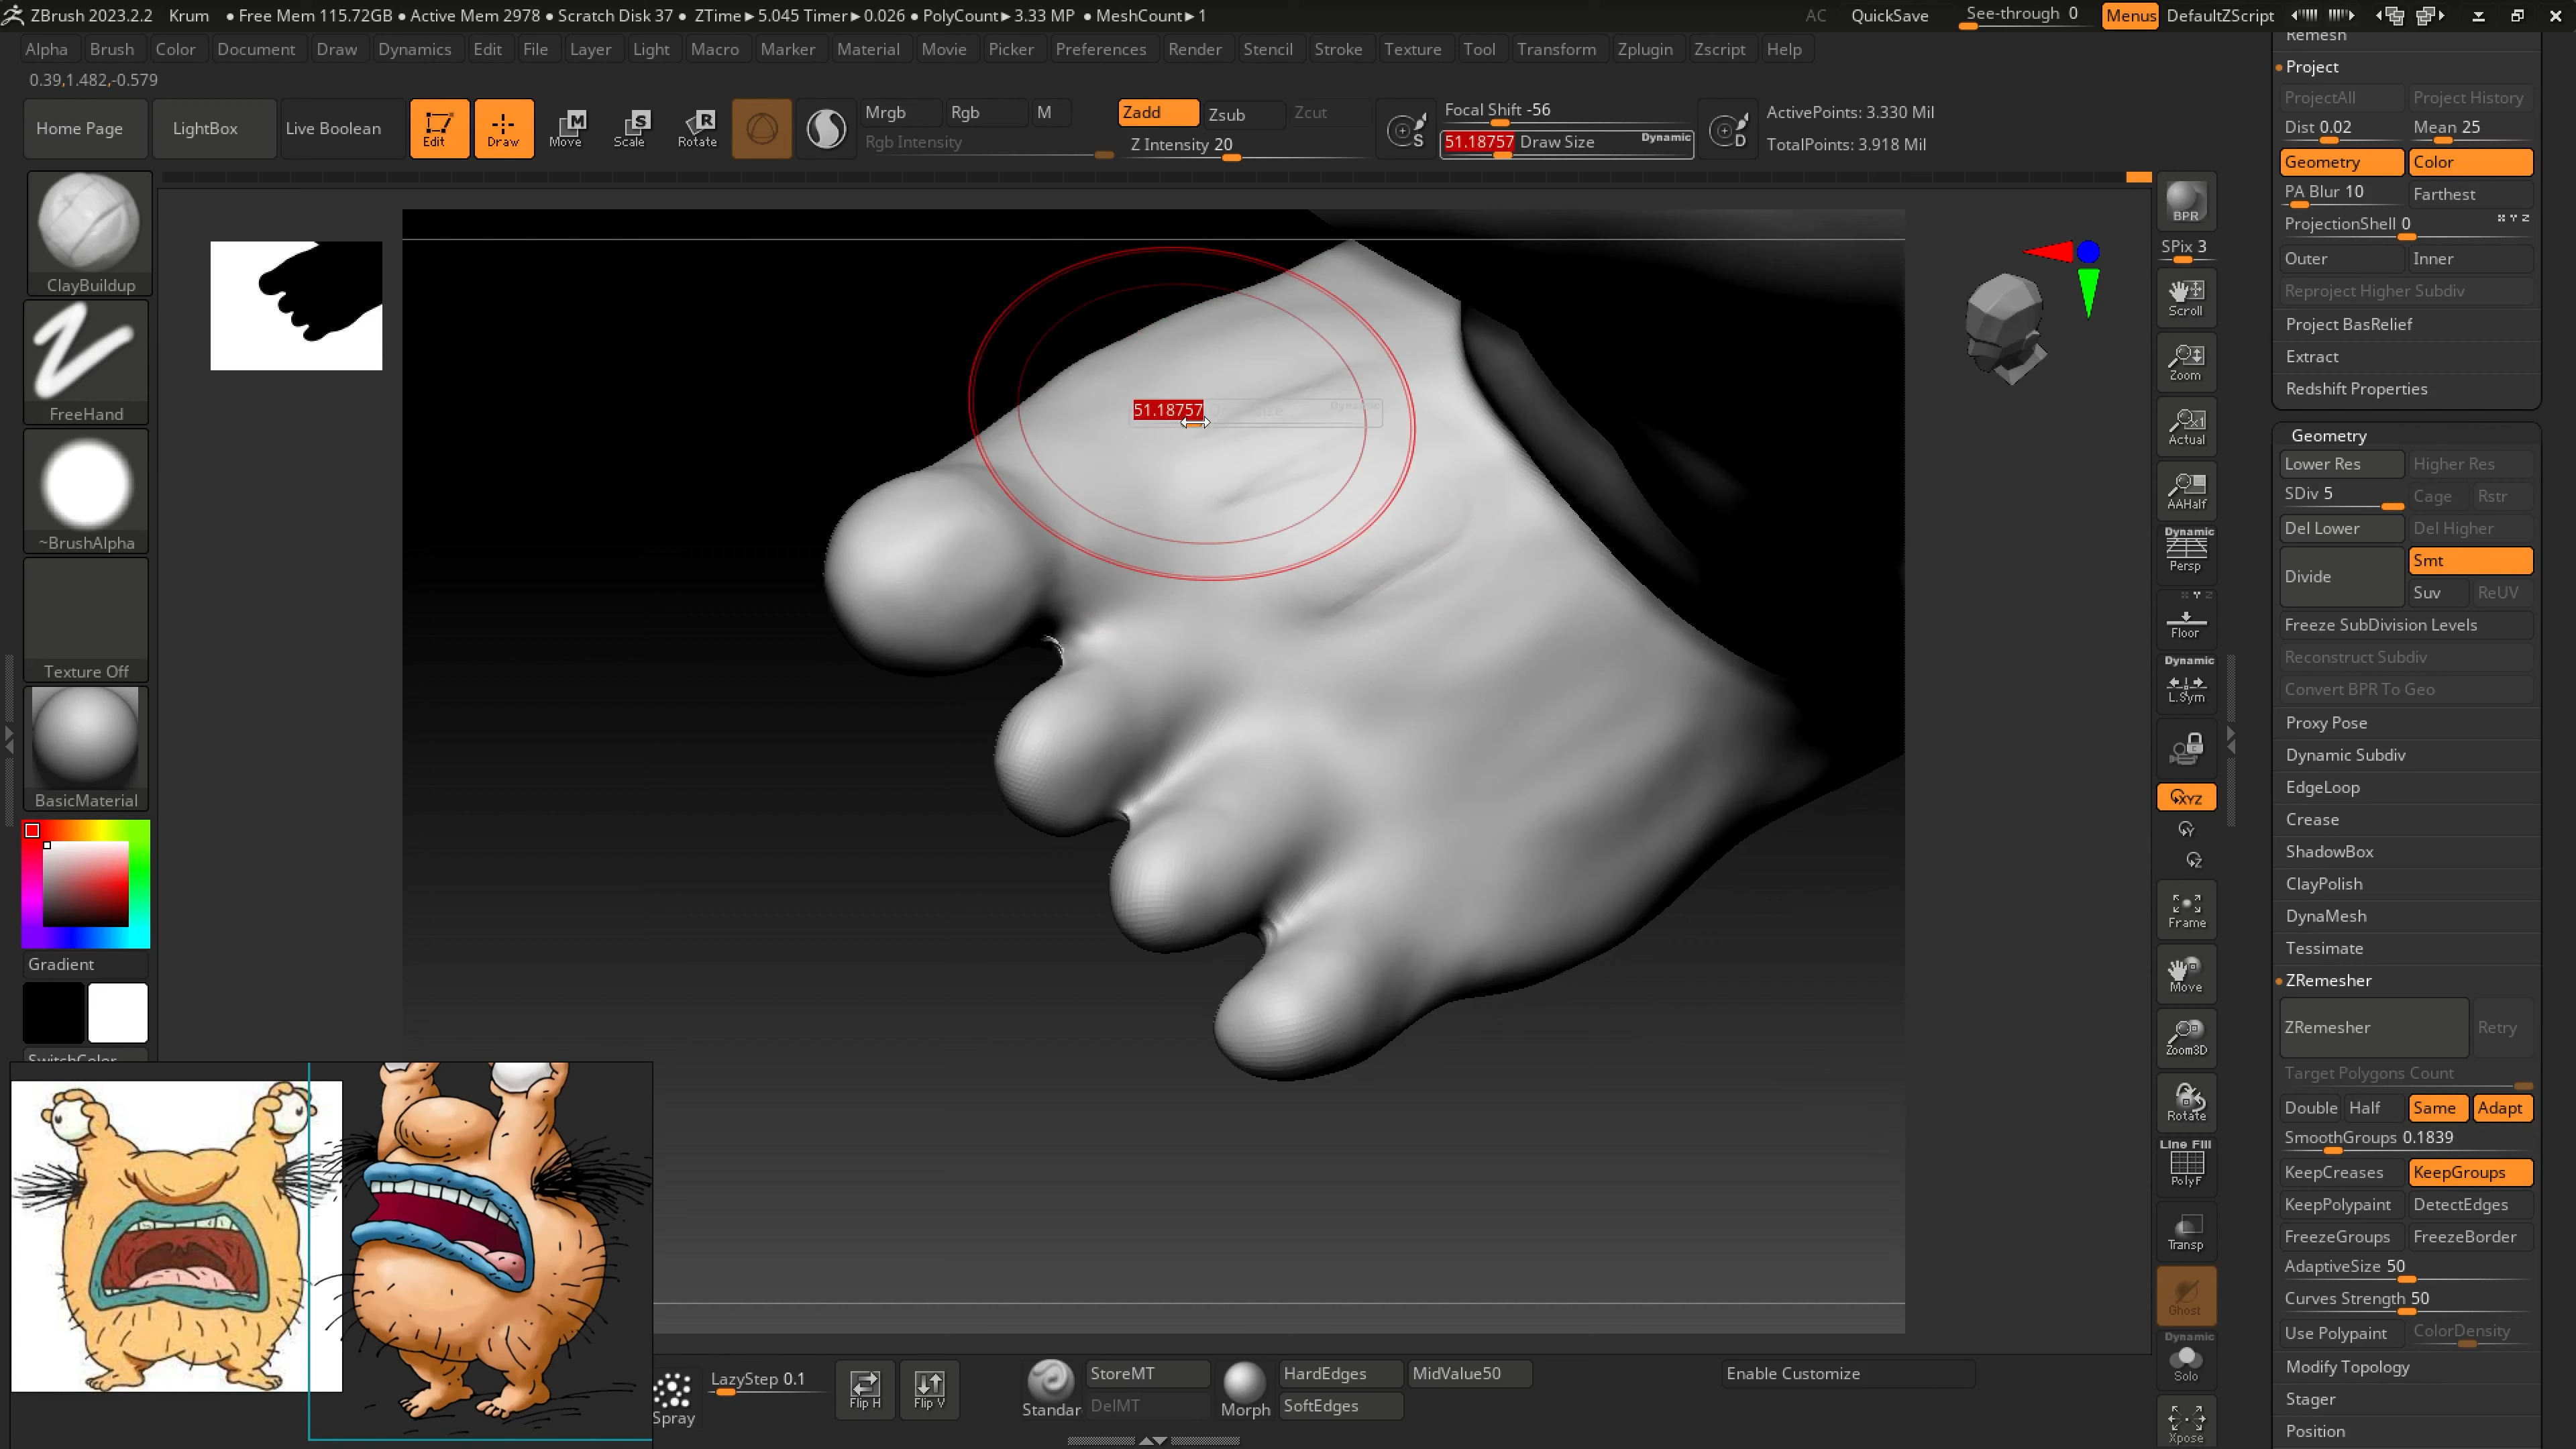 ZBrush 2023.2.2 Krum ● Free Mem 115.72GB ● Active Mem 2978 ● Scratch Disk 37 ● ZTime►5.045 Timer►0.026 ● PolyCount►3.33 MP ● MeshCount►1 AC QuickSave See-through 0 Menus DefaultZScript
Alpha Brush Color Document Draw Dynamics Edit File Layer Light Macro Marker Material Movie Picker Preferences Render Stencil Stroke Texture Tool Transform Zplugin Zscript Help
0.39,1.482,-0.579
Home Page LightBox Live Boolean Edit Draw Move Scale Rotate
M S R
Mrgb Rgb M
Rgb Intensity
Zadd Zsub Zcut
Z Intensity 20
S
Focal Shift -56
51.18757 Draw Size Dynamic
D
ActivePoints: 3.330 Mil
TotalPoints: 3.918 Mil
ClayBuildup
FreeHand
~BrushAlpha
Texture Off
BasicMaterial
Gradient
SwitchColor
51.18757
Dynamic
BPR
SPix 3
Scroll
Zoom
Actual
AAHalf
Dynamic
Persp
Floor
Dynamic
L.Sym
XYZ
Y
Z
Frame
Move
Zoom3D
Rotate
Line Fill
PolyF
Transp
Ghost
Dynamic
Solo
Xpose
Remesh
Project
ProjectAll Project History
Dist 0.02 Mean 25
Geometry Color
PA Blur 10 Farthest
ProjectionShell 0 X Y Z
Outer Inner
Reproject Higher Subdiv
Project BasRelief
Extract
Redshift Properties
Geometry
Lower Res Higher Res
SDiv 5 Cage Rstr
Del Lower Del Higher
Divide Smt
Suv ReUV
Freeze SubDivision Levels
Reconstruct Subdiv
Convert BPR To Geo
Proxy Pose
Dynamic Subdiv
EdgeLoop
Crease
ShadowBox
ClayPolish
DynaMesh
Tessimate
ZRemesher
ZRemesher Retry
Target Polygons Count
Double Half Same Adapt
SmoothGroups 0.1839
KeepCreases KeepGroups
KeepPolypaint DetectEdges
FreezeGroups FreezeBorder
AdaptiveSize 50
Curves Strength 50
Use Polypaint ColorDensity
Modify Topology
Stager
Position
Spray
LazyStep 0.1
Flip H Flip V
Standar
StoreMT
DelMT
Morph
HardEdges MidValue50
SoftEdges
Enable Customize